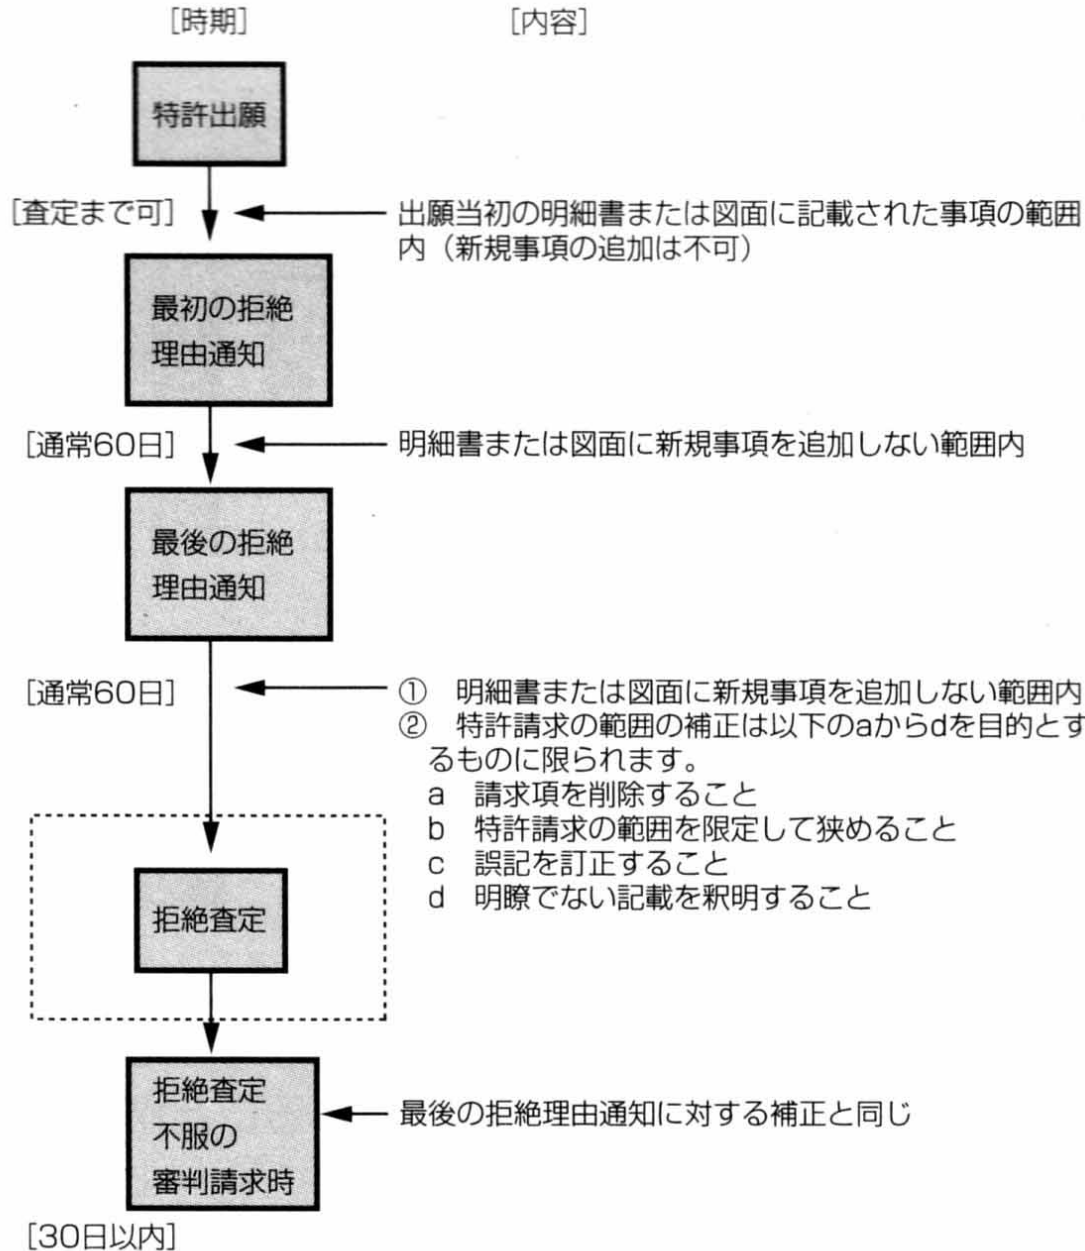 [時期]
[内容]
特許出願
[査定まで可]
出願当初の明細書または図面に記載された事項の範囲
内（新規事項の追加は不可）
最初の拒絶
理由通知
[通常60日]
明細書または図面に新規事項を追加しない範囲内
最後の拒絶
理由通知
[通常60日]
①　明細書または図面に新規事項を追加しない範囲内
②　特許請求の範囲の補正は以下のaからdを目的とす
るものに限られます。
a　請求項を削除すること
b　特許請求の範囲を限定して狭めること
c　誤記を訂正すること
d　明瞭でない記載を釈明すること
拒絶査定
拒絶査定
不服の
審判請求時
最後の拒絶理由通知に対する補正と同じ
[30日以内]